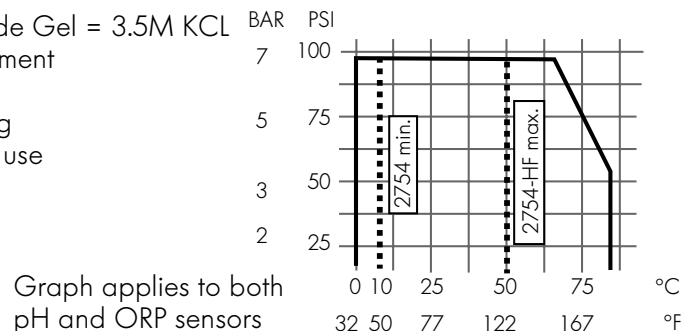 de Gel = 3.5M KCL
ment
g
use
BAR PSI
7 100
5 75
3 50
2 25
2754 min.
2754-HF max.
0 10 25 50 75 °C
32 50 77 122 167 °F
Graph applies to both
pH and ORP sensors